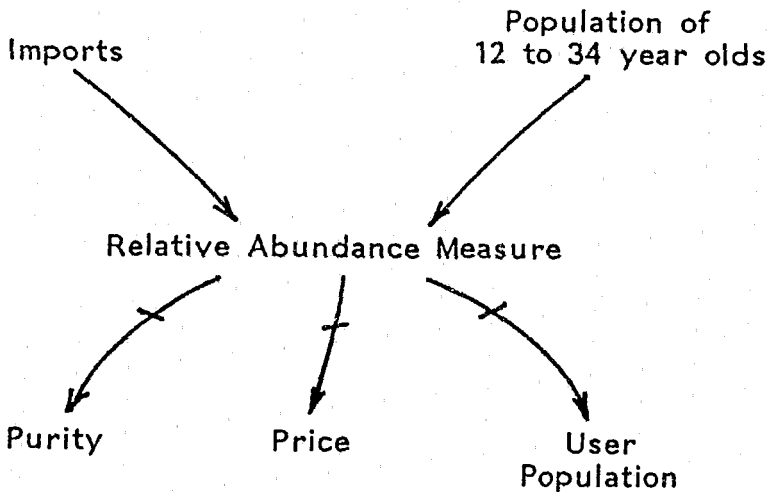 Imports
Population of
12 to 34 year olds
Relative Abundance Measure
Purity
Price
User
Population